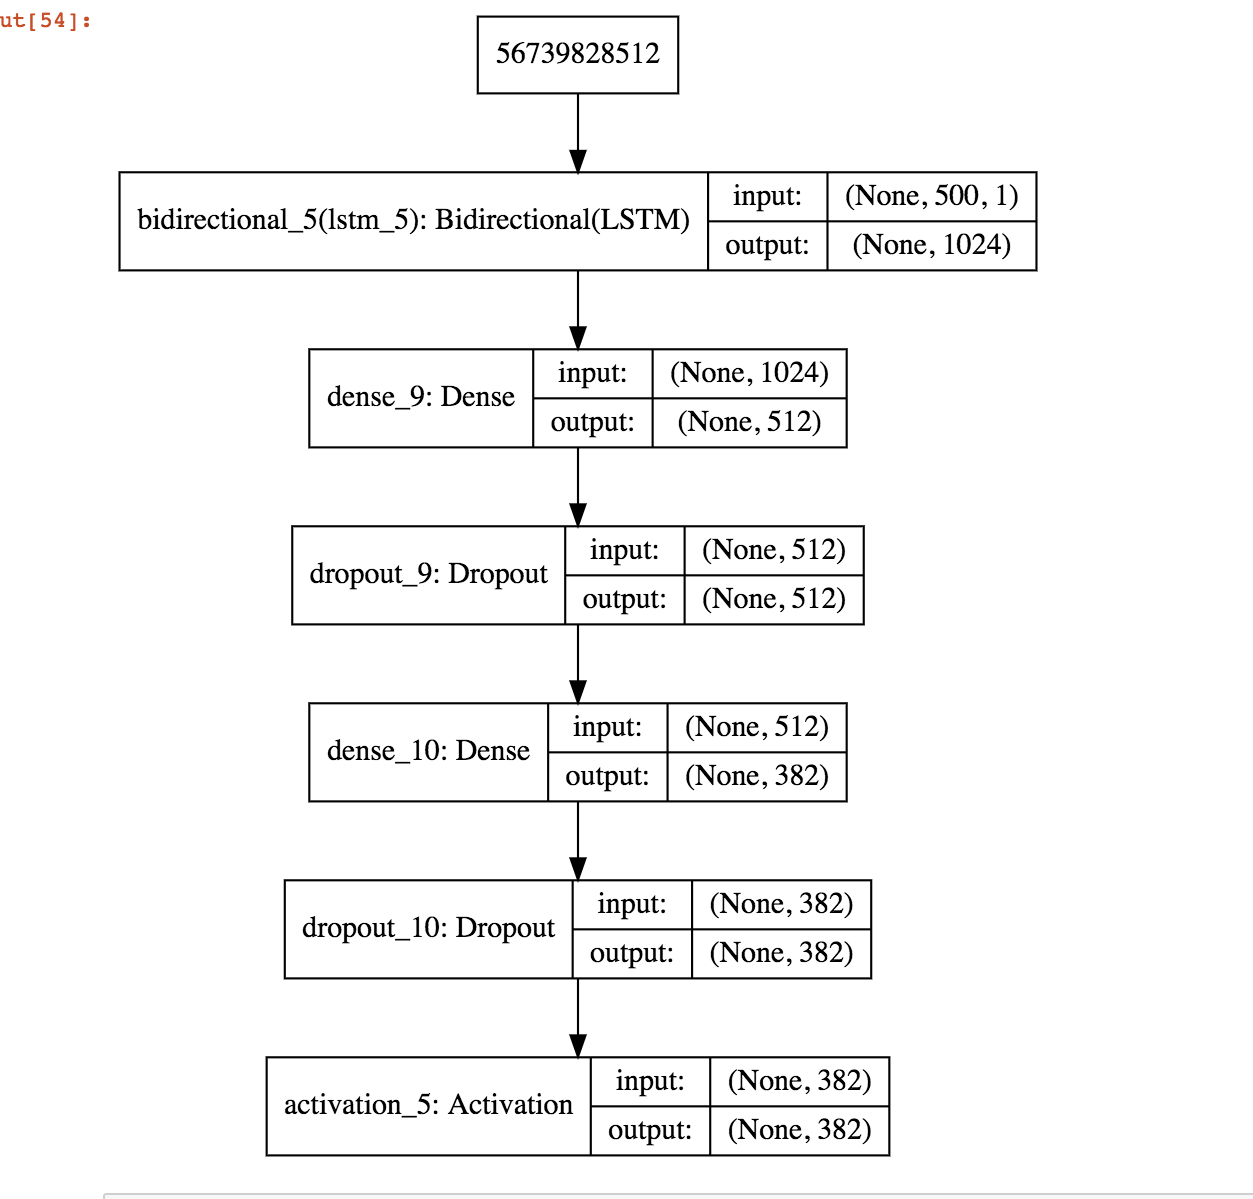 ut[54]:
56739828512
bidirectional_5(lstm_5): Bidirectional(LSTM)
input: (None, 500, 1)
output: (None, 1024)
dense_9: Dense
input: (None, 1024)
output: (None, 512)
dropout_9: Dropout
input: (None, 512)
output: (None, 512)
dense_10: Dense
input: (None, 512)
output: (None, 382)
dropout_10: Dropout
input: (None, 382)
output: (None, 382)
activation_5: Activation
input: (None, 382)
output: (None, 382)